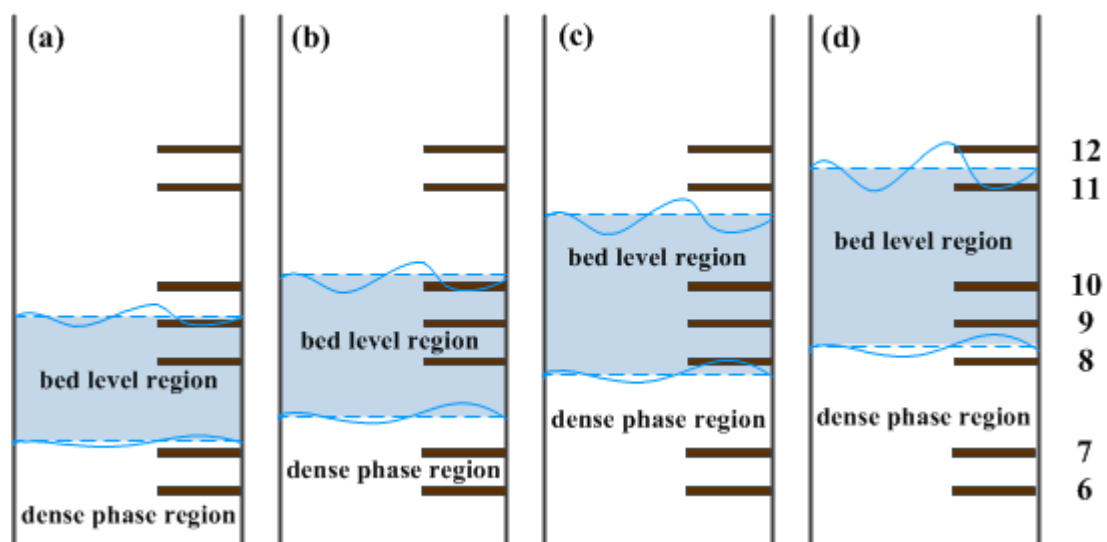 (a)
(b)
(c)
(d)
12
11
bed level region
bed level region
10
9
bed level region
bed level region
8
dense phase region
dense phase region
7
dense phase region
6
dense phase region